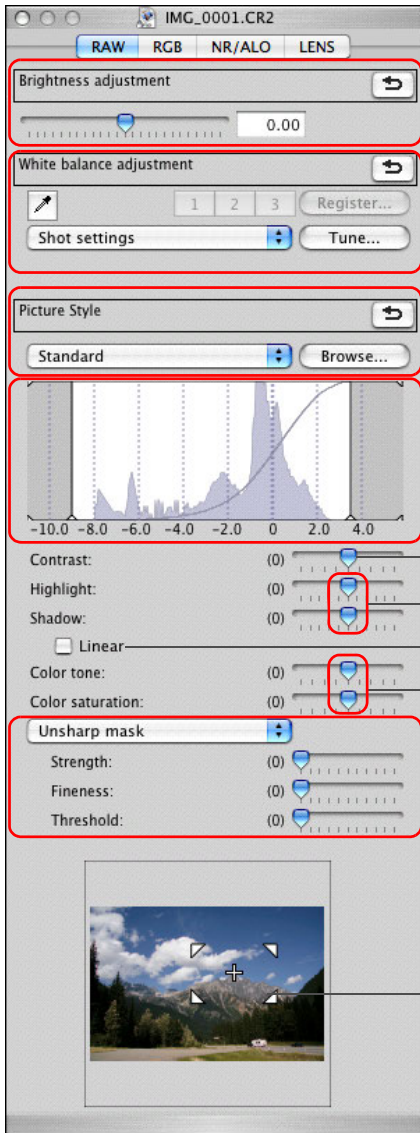 IMG_0001.CR2
RAW RGB NR/ALO LENS
Brightness adjustment
0.00
White balance adjustment
1 2 3 Register...
Shot settings Tune...
Picture Style
Standard Browse...
-10.0 -8.0 -6.0 -4.0 -2.0 0 2.0 4.0
Contrast: (0)
Highlight: (0)
Shadow: (0)
Linear
Color tone: (0)
Color saturation: (0)
Unsharp mask
Strength: (0)
Fineness: (0)
Threshold: (0)